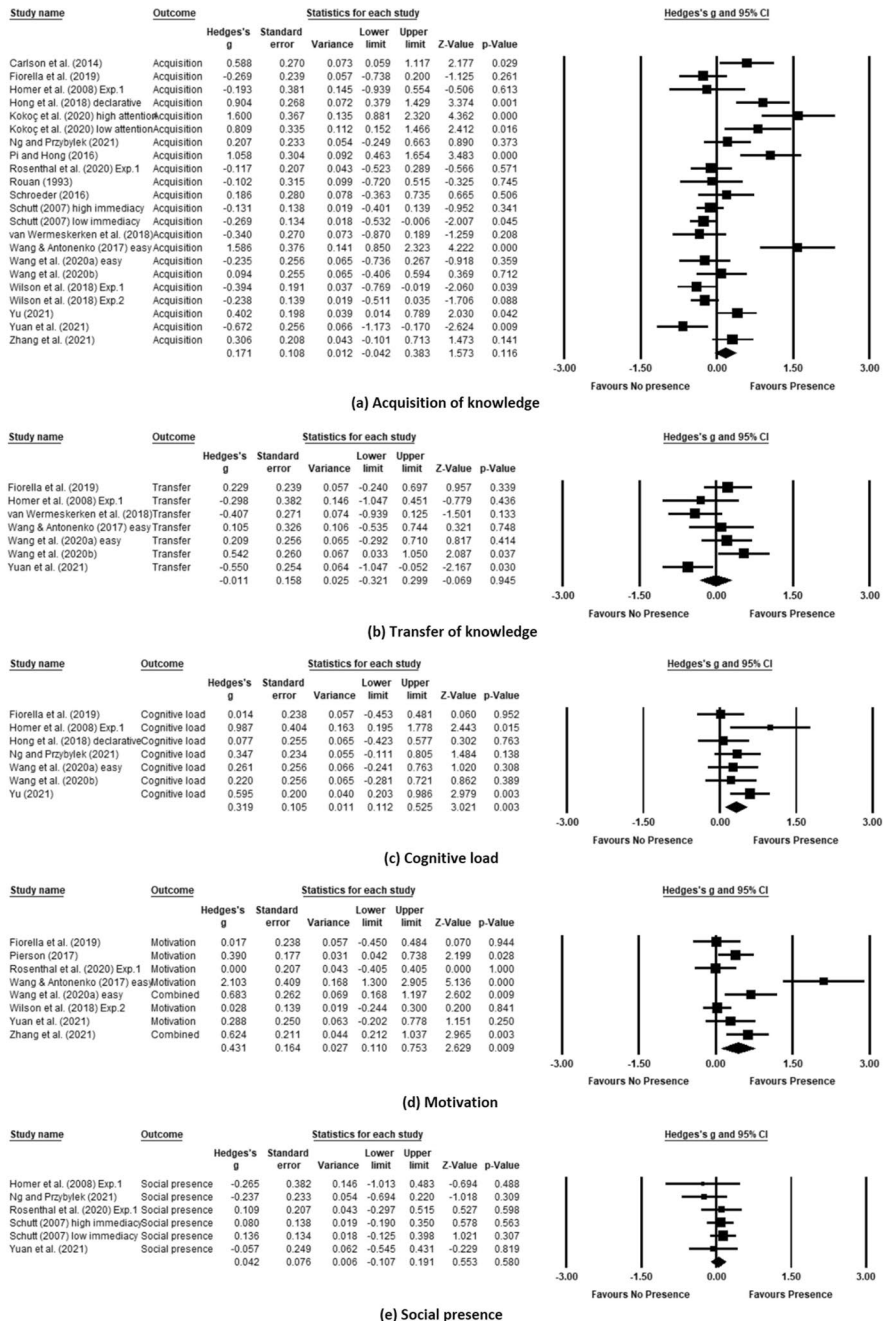 Study name Outcome Statistics for each study Hedges's g and 95% CI
Hedges's g Standard error Variance Lower limit Upper limit Z-Value p-Value
Carlson et al. (2014) Acquisition 0.588 0.270 0.073 0.059 1.117 2.177 0.029
Fiorella et al. (2019) Acquisition -0.269 0.239 0.057 -0.738 0.200 -1.125 0.261
Homer et al. (2008) Exp.1 Acquisition -0.193 0.381 0.145 -0.939 0.554 -0.506 0.613
Hong et al. (2018) declarative Acquisition 0.904 0.268 0.072 0.379 1.429 3.374 0.001
Kokoç et al. (2020) high attention Acquisition 1.600 0.367 0.135 0.881 2.320 4.362 0.000
Kokoç et al. (2020) low attention Acquisition 0.809 0.335 0.112 0.152 1.466 2.412 0.016
Ng and Przybylek (2021) Acquisition 0.207 0.233 0.054 -0.249 0.663 0.890 0.373
Pi and Hong (2016) Acquisition 1.058 0.304 0.092 0.463 1.654 3.483 0.000
Rosenthal et al. (2020) Exp.1 Acquisition -0.117 0.207 0.043 -0.523 0.289 -0.566 0.571
Rouan (1993) Acquisition -0.102 0.315 0.099 -0.720 0.515 -0.325 0.745
Schroeder (2016) Acquisition 0.186 0.280 0.078 -0.363 0.735 0.665 0.506
Schutt (2007) high immediacy Acquisition -0.131 0.138 0.019 -0.401 0.139 -0.952 0.341
Schutt (2007) low immediacy Acquisition -0.269 0.134 0.018 -0.532 -0.006 -2.007 0.045
van Wermeskerken et al. (2018) Acquisition -0.340 0.270 0.073 -0.870 0.189 -1.259 0.208
Wang & Antonenko (2017) easy Acquisition 1.586 0.376 0.141 0.850 2.323 4.222 0.000
Wang et al. (2020a) easy Acquisition -0.235 0.256 0.065 -0.736 0.267 -0.918 0.359
Wang et al. (2020b) Acquisition 0.094 0.255 0.065 -0.406 0.594 0.369 0.712
Wilson et al. (2018) Exp.1 Acquisition -0.394 0.191 0.037 -0.769 -0.019 -2.060 0.039
Wilson et al. (2018) Exp.2 Acquisition -0.238 0.139 0.019 -0.511 0.035 -1.706 0.088
Yu (2021) Acquisition 0.402 0.198 0.039 0.014 0.789 2.030 0.042
Yuan et al. (2021) Acquisition -0.672 0.256 0.066 -1.173 -0.170 -2.624 0.009
Zhang et al. (2021) Acquisition 0.306 0.208 0.043 -0.101 0.713 1.473 0.141
0.171 0.108 0.012 -0.042 0.383 1.573 0.116
-3.00 -1.50 0.00 1.50 3.00
Favours No presence Favours Presence
(a) Acquisition of knowledge
Study name Outcome Statistics for each study Hedges's g and 95% CI
Hedges's g Standard error Variance Lower limit Upper limit Z-Value p-Value
Fiorella et al. (2019) Transfer 0.229 0.239 0.057 -0.240 0.697 0.957 0.339
Homer et al. (2008) Exp.1 Transfer -0.298 0.382 0.146 -1.047 0.451 -0.779 0.436
van Wermeskerken et al. (2018) Transfer -0.407 0.271 0.074 -0.939 0.125 -1.501 0.133
Wang & Antonenko (2017) easy Transfer 0.105 0.326 0.106 -0.535 0.744 0.321 0.748
Wang et al. (2020a) easy Transfer 0.209 0.256 0.065 -0.292 0.710 0.817 0.414
Wang et al. (2020b) Transfer 0.542 0.260 0.067 0.033 1.050 2.087 0.037
Yuan et al. (2021) Transfer -0.550 0.254 0.064 -1.047 -0.052 -2.167 0.030
-0.011 0.158 0.025 -0.321 0.299 -0.069 0.945
-3.00 -1.50 0.00 1.50 3.00
Favours No Presence Favours Presence
(b) Transfer of knowledge
Study name Outcome Statistics for each study Hedges's g and 95% CI
Hedges's g Standard error Variance Lower limit Upper limit Z-Value p-Value
Fiorella et al. (2019) Cognitive load 0.014 0.238 0.057 -0.453 0.481 0.060 0.952
Homer et al. (2008) Exp.1 Cognitive load 0.987 0.404 0.163 0.195 1.778 2.443 0.015
Hong et al. (2018) declarative Cognitive load 0.077 0.255 0.065 -0.423 0.577 0.302 0.763
Ng and Przybylek (2021) Cognitive load 0.347 0.234 0.055 -0.111 0.805 1.484 0.138
Wang et al. (2020a) easy Cognitive load 0.261 0.256 0.066 -0.241 0.763 1.020 0.308
Wang et al. (2020b) Cognitive load 0.220 0.256 0.065 -0.281 0.721 0.862 0.389
Yu (2021) Cognitive load 0.595 0.200 0.040 0.203 0.986 2.979 0.003
0.319 0.105 0.011 0.112 0.525 3.021 0.003
-3.00 -1.50 0.00 1.50 3.00
Favours No Presence Favours Presence
(c) Cognitive load
Study name Outcome Statistics for each study Hedges's g and 95% CI
Hedges's g Standard error Variance Lower limit Upper limit Z-Value p-Value
Fiorella et al. (2019) Motivation 0.017 0.238 0.057 -0.450 0.484 0.070 0.944
Pierson (2017) Motivation 0.390 0.177 0.031 0.042 0.738 2.199 0.028
Rosenthal et al. (2020) Exp.1 Motivation 0.000 0.207 0.043 -0.405 0.405 0.000 1.000
Wang & Antonenko (2017) easy Motivation 2.103 0.409 0.168 1.300 2.905 5.136 0.000
Wang et al. (2020a) easy Combined 0.683 0.262 0.069 0.168 1.197 2.602 0.009
Wilson et al. (2018) Exp.2 Motivation 0.028 0.139 0.019 -0.244 0.300 0.200 0.841
Yuan et al. (2021) Motivation 0.288 0.250 0.063 -0.202 0.778 1.151 0.250
Zhang et al. (2021) Combined 0.624 0.211 0.044 0.212 1.037 2.965 0.003
0.431 0.164 0.027 0.110 0.753 2.629 0.009
-3.00 -1.50 0.00 1.50 3.00
Favours No Presence Favours Presence
(d) Motivation
Study name Outcome Statistics for each study Hedges's g and 95% CI
Hedges's g Standard error Variance Lower limit Upper limit Z-Value p-Value
Homer et al. (2008) Exp.1 Social presence -0.265 0.382 0.146 -1.013 0.483 -0.694 0.488
Ng and Przybylek (2021) Social presence -0.237 0.233 0.054 -0.694 0.220 -1.018 0.309
Rosenthal et al. (2020) Exp.1 Social presence 0.109 0.207 0.043 -0.297 0.515 0.527 0.598
Schutt (2007) high immediacy Social presence 0.080 0.138 0.019 -0.190 0.350 0.578 0.563
Schutt (2007) low immediacy Social presence 0.136 0.134 0.018 -0.125 0.398 1.021 0.307
Yuan et al. (2021) Social presence -0.057 0.249 0.062 -0.545 0.431 -0.229 0.819
0.042 0.076 0.006 -0.107 0.191 0.553 0.580
-3.00 -1.50 0.00 1.50 3.00
Favours No Presence Favours Presence
(e) Social presence